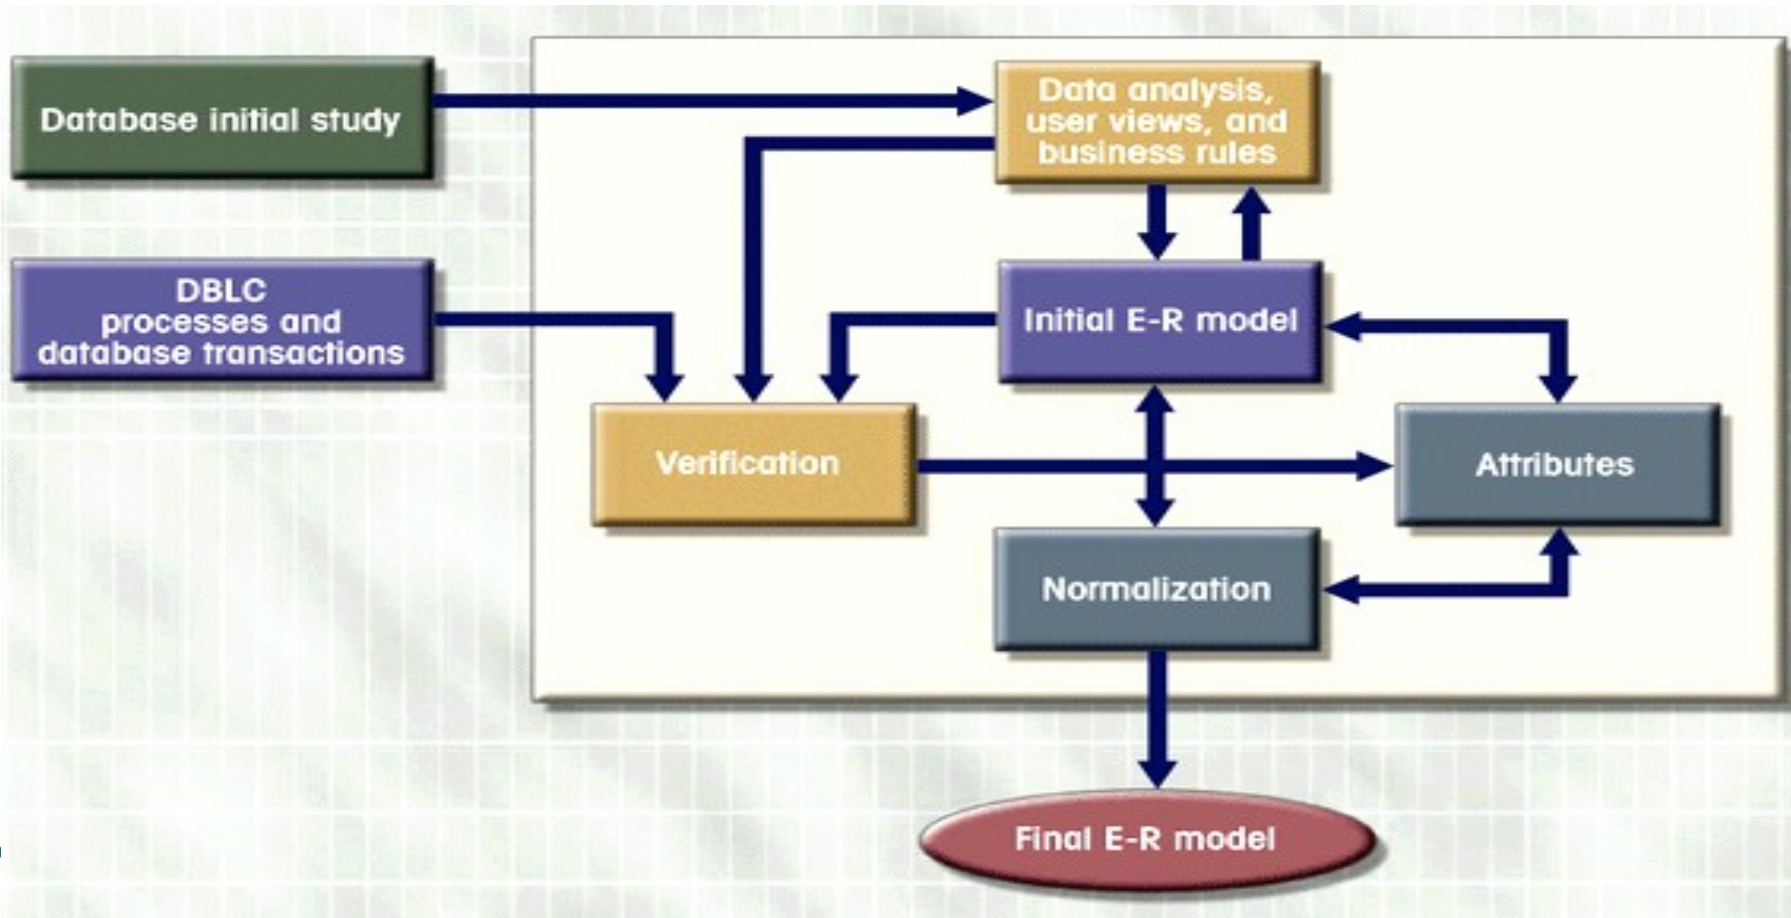 Database initial study
Data analysis,
user views, and
business rules
DBLC
processes and
database transactions
Initial E-R model
Verification
Attributes
Normalization
Final E-R model